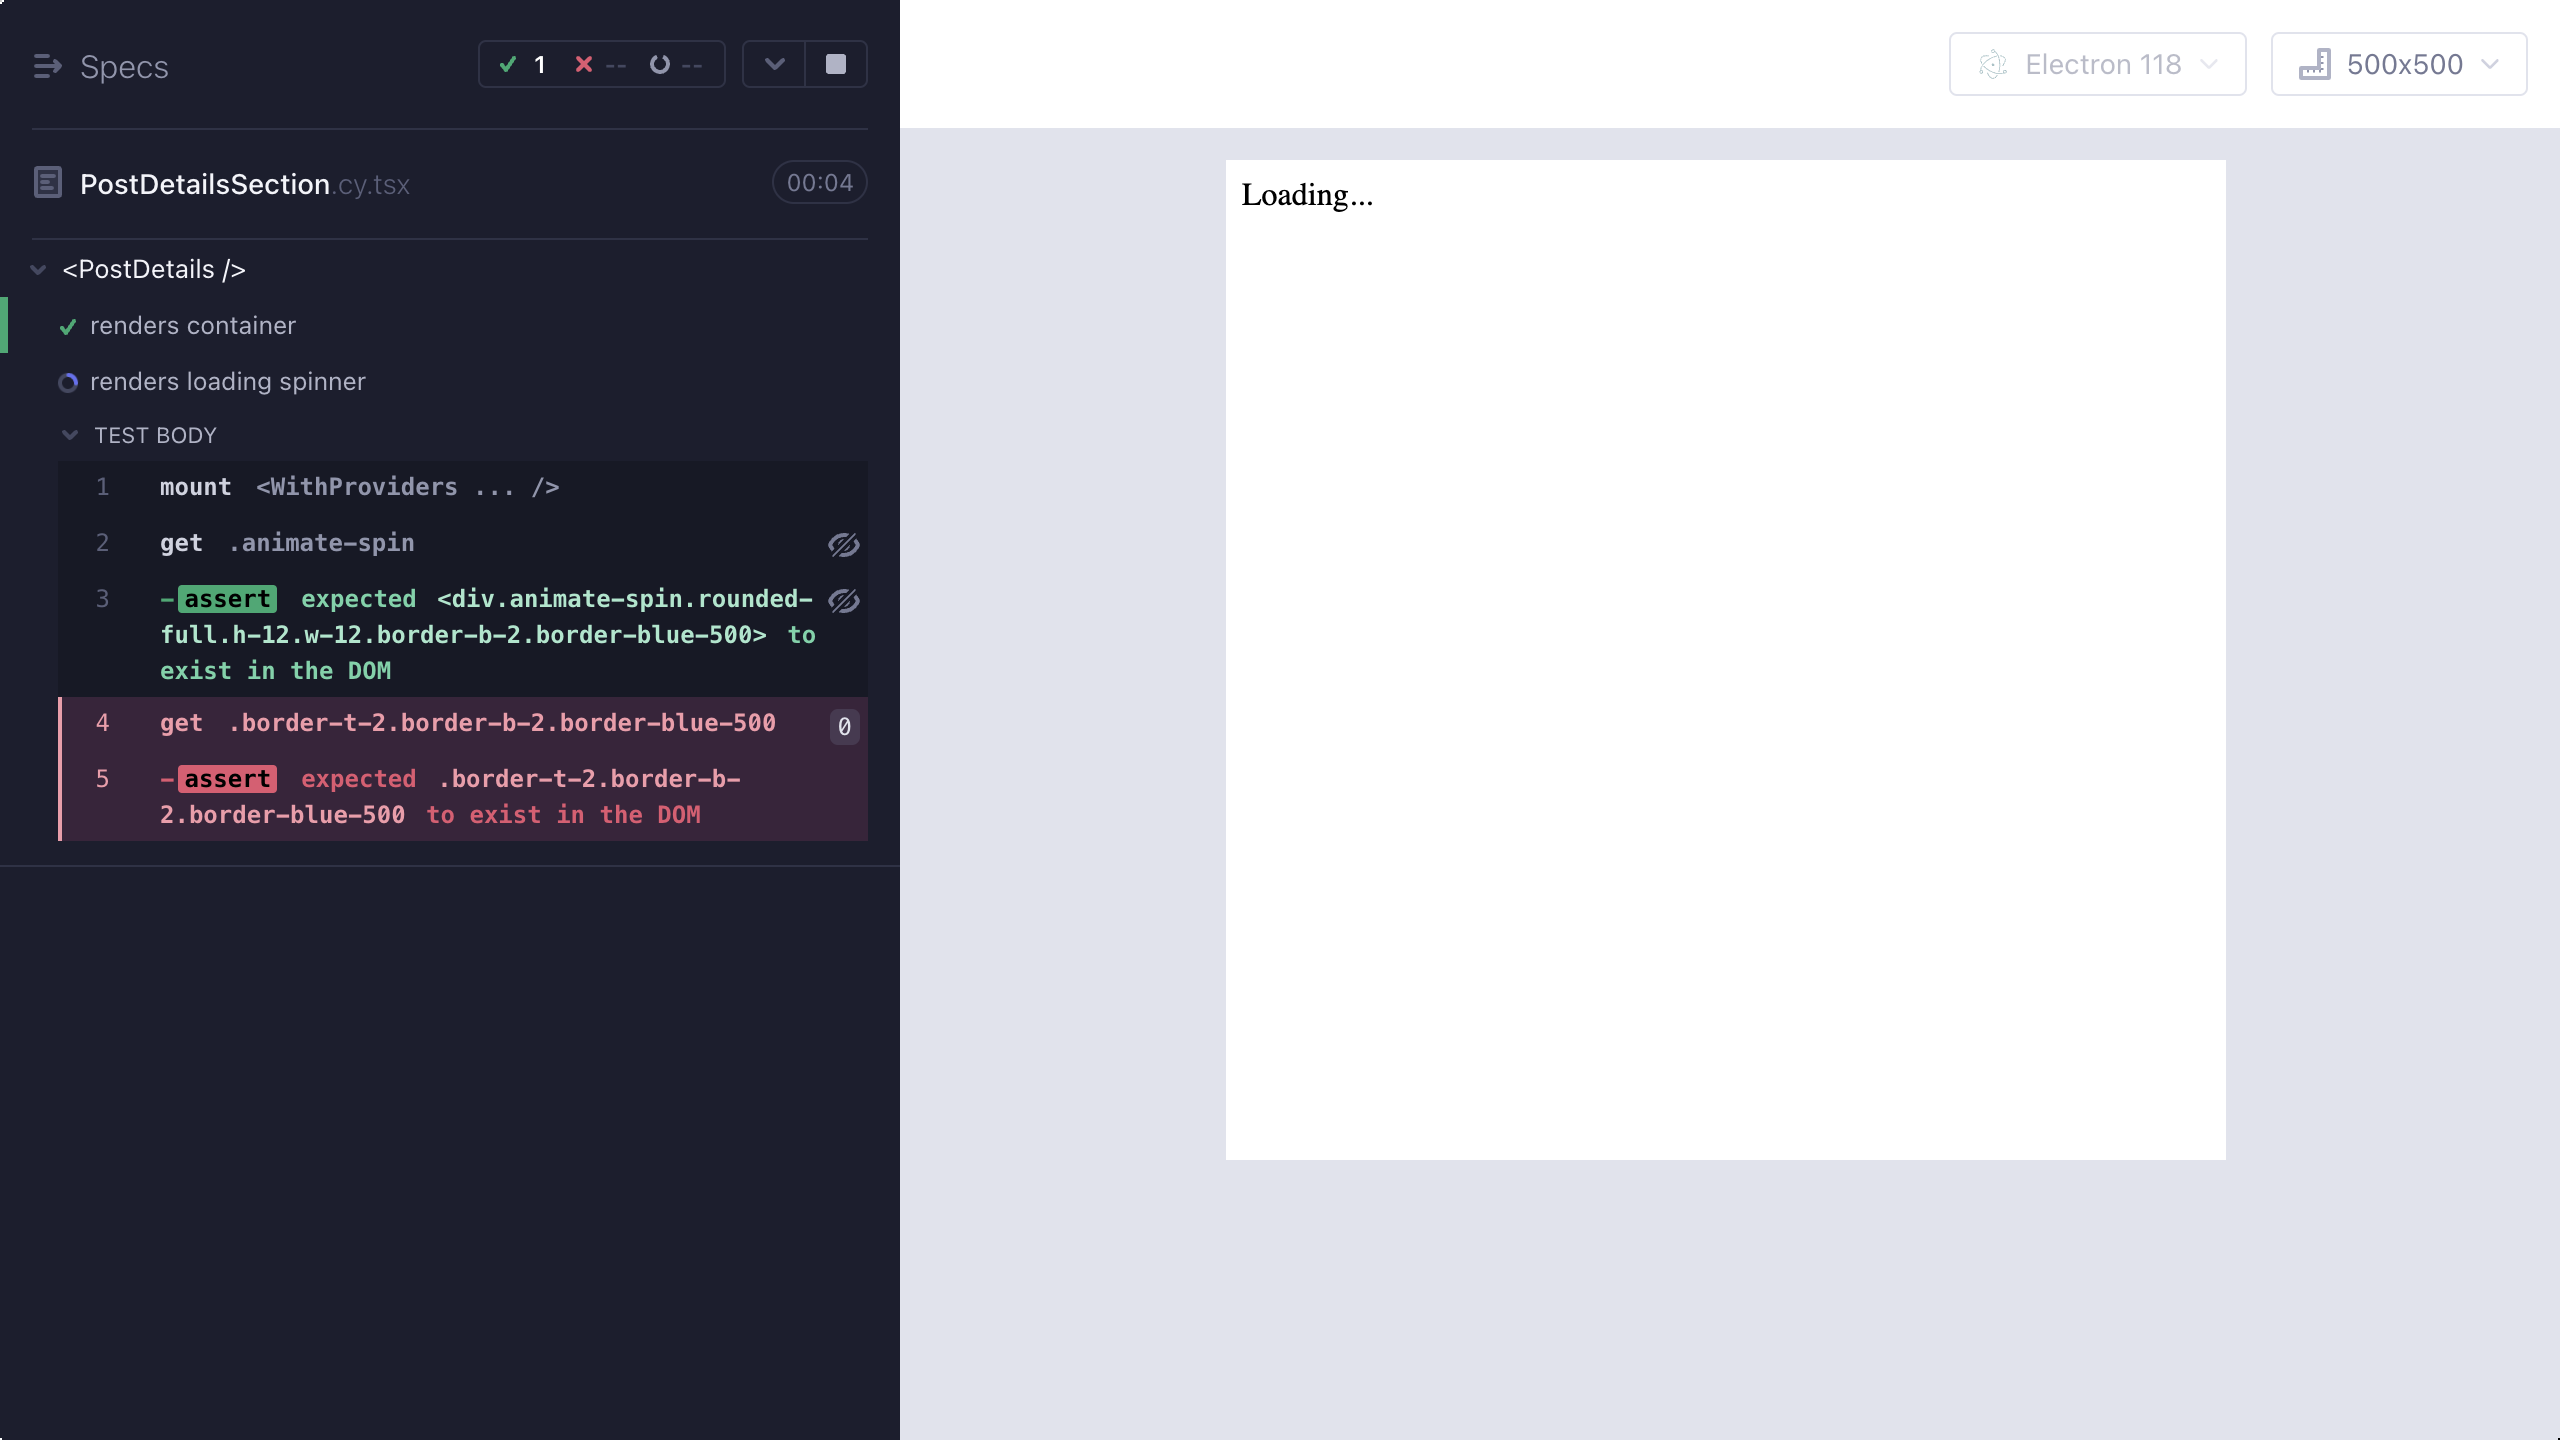 Specs
1
--
--
Electron 118
500x500
PostDetailsSection.cy.tsx
00:04
<PostDetails />
renders container
renders loading spinner
TEST BODY
1 mount <WithProviders ... />
2 get .animate-spin
3 -assert expected <div.animate-spin.rounded-
full.h-12.w-12.border-b-2.border-blue-500> to
exist in the DOM
4 get .border-t-2.border-b-2.border-blue-500 0
5 -assert expected .border-t-2.border-b-
2.border-blue-500 to exist in the DOM
Loading...